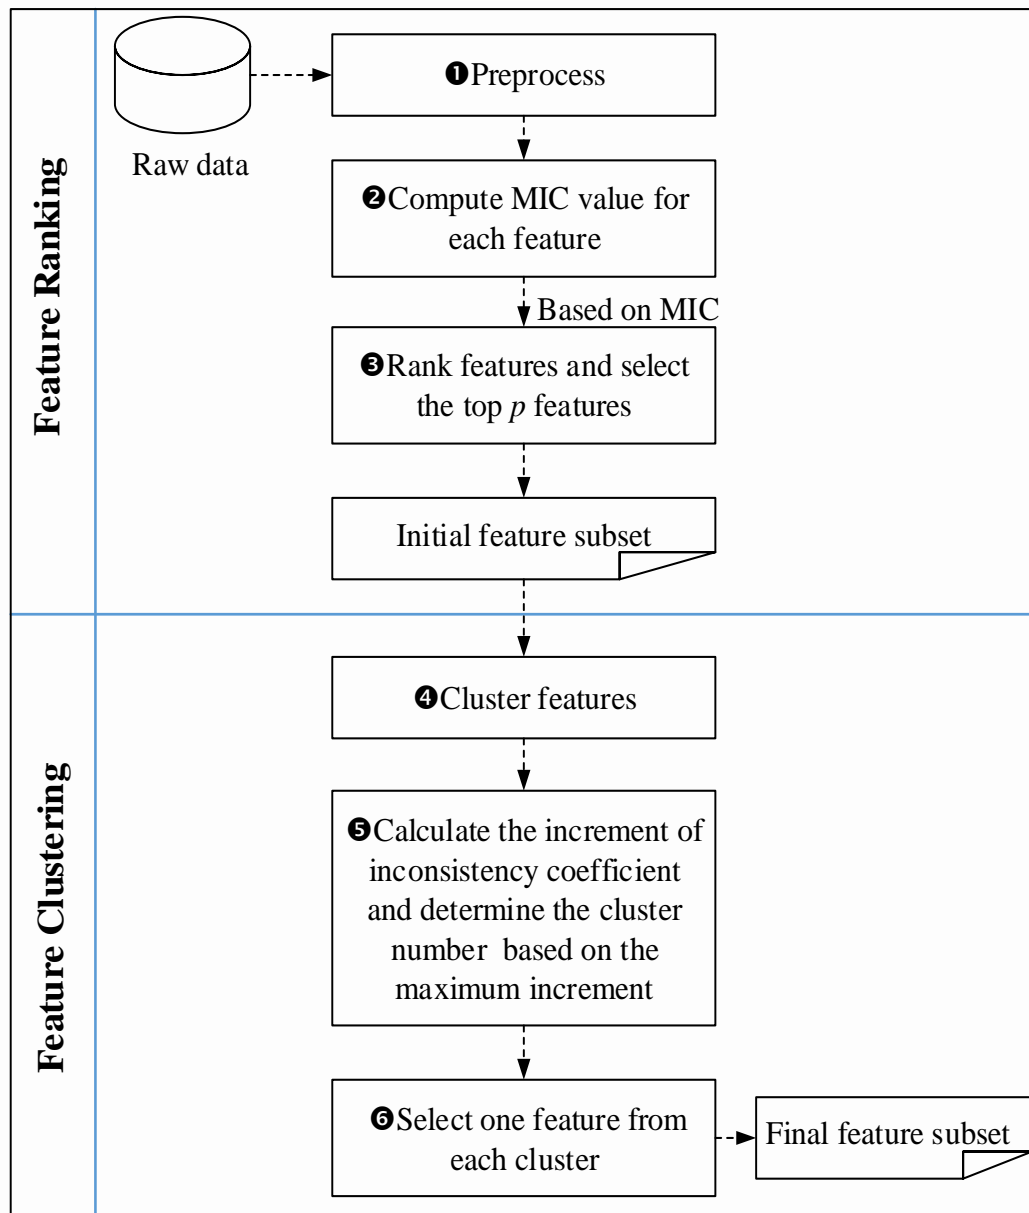 Feature Ranking
Raw data
❶Preprocess
❷Compute MIC value for
each feature
Based on MIC
❸Rank features and select
the top p features
Initial feature subset
Feature Clustering
❹Cluster features
❺Calculate the increment of
inconsistency coefficient
and determine the cluster
number based on the
maximum increment
❻Select one feature from
each cluster
Final feature subset